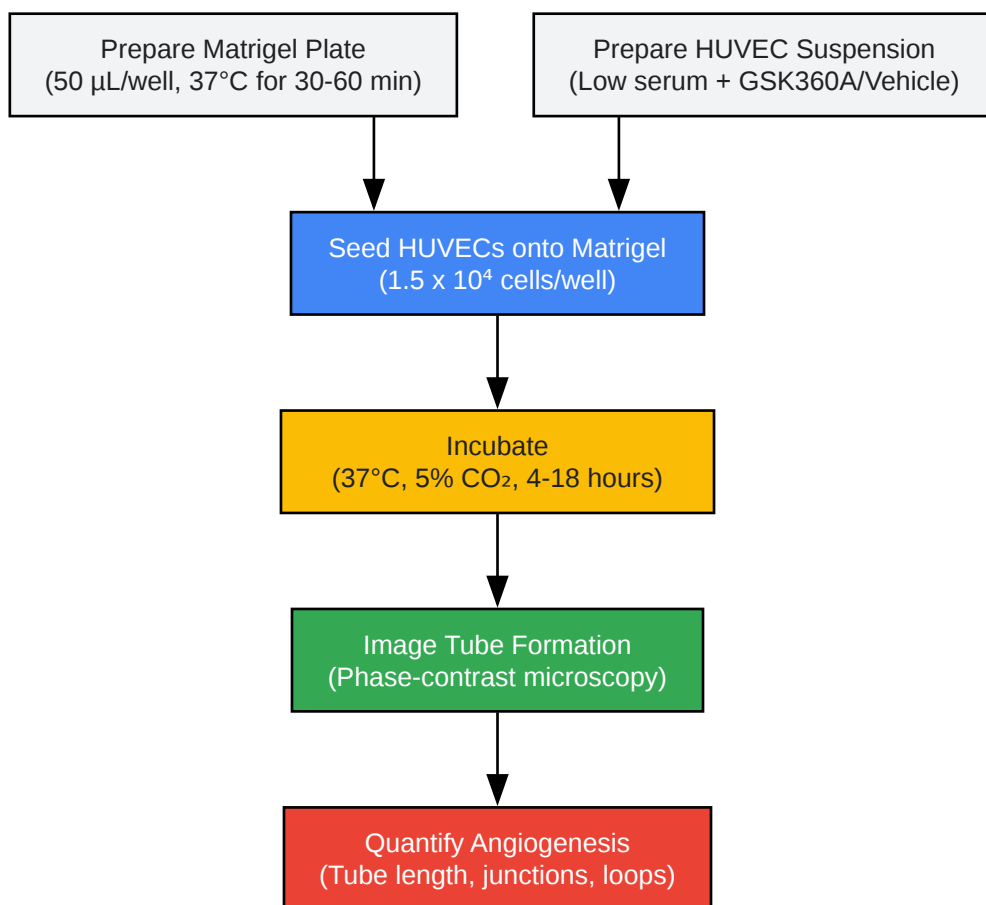 Prepare Matrigel Plate
(50 µL/well, 37°C for 30-60 min)
Prepare HUVEC Suspension
(Low serum + GSK360A/Vehicle)
Seed HUVECs onto Matrigel
(1.5 x 10⁴ cells/well)
Incubate
(37°C, 5% CO₂, 4-18 hours)
Image Tube Formation
(Phase-contrast microscopy)
Quantify Angiogenesis
(Tube length, junctions, loops)